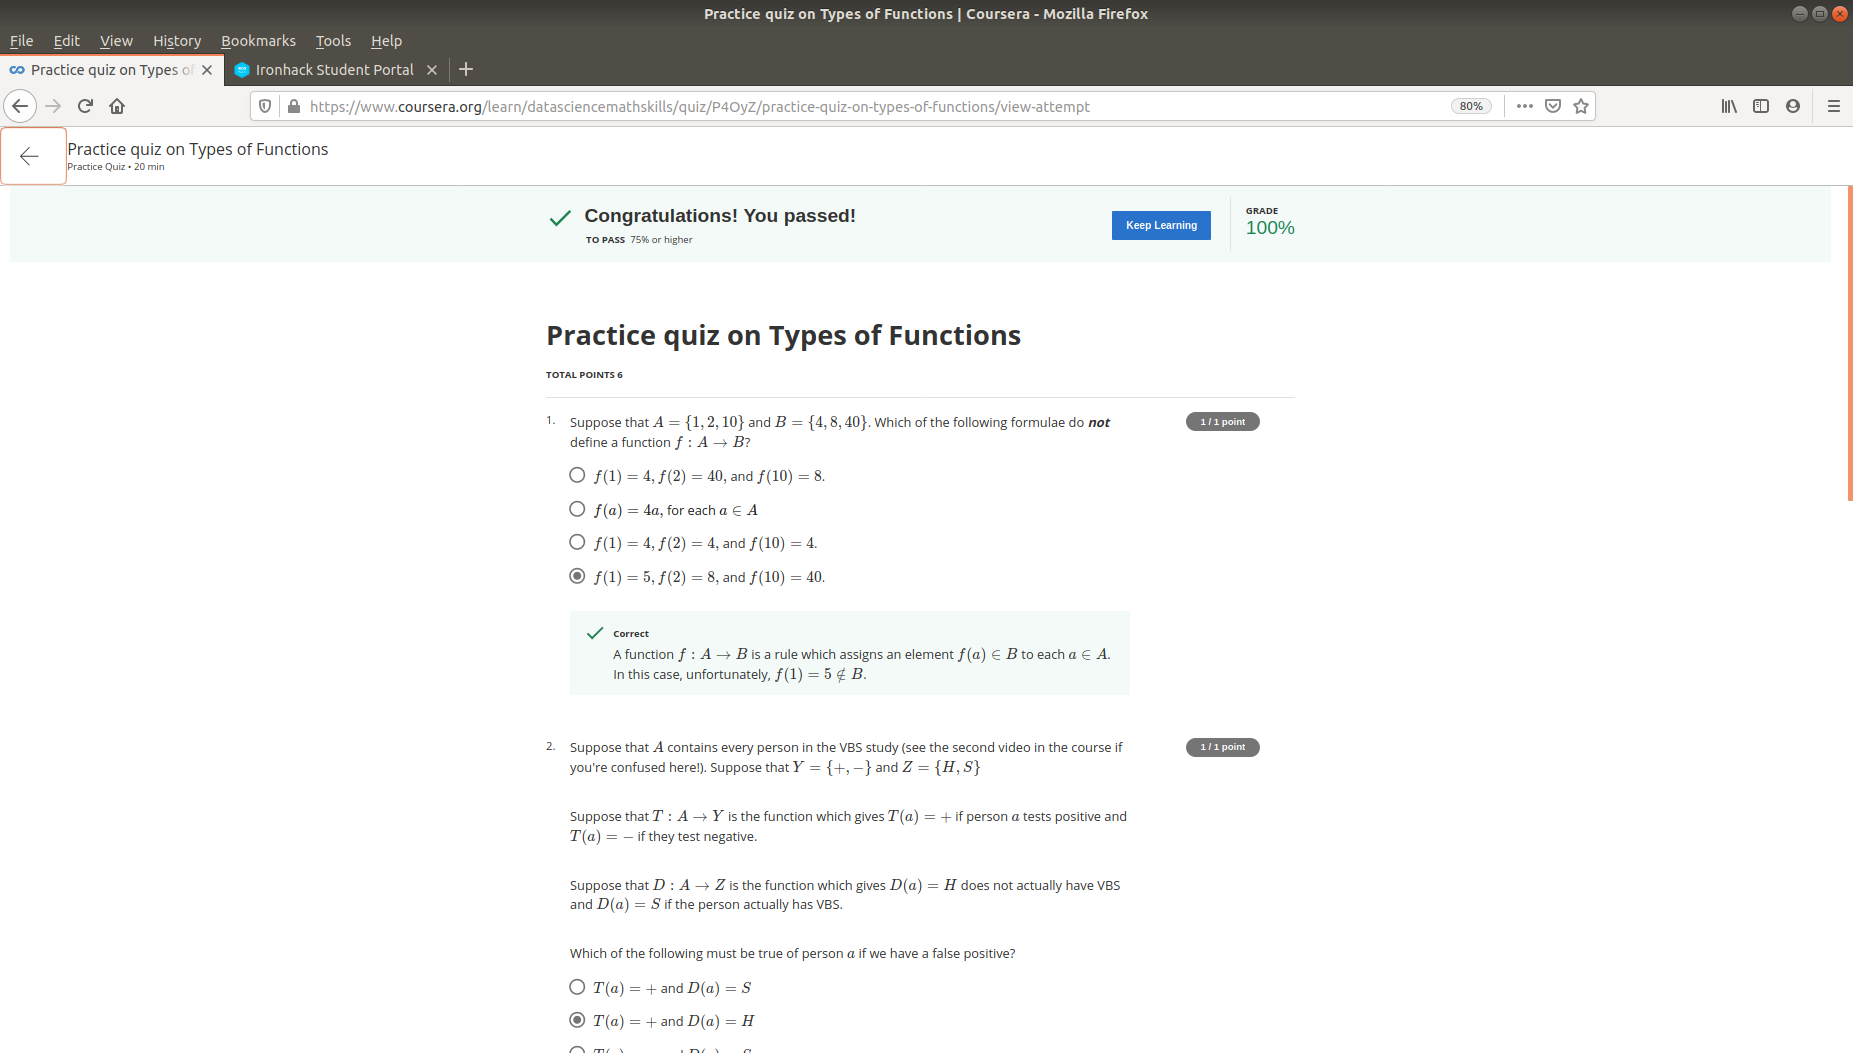 Practice quiz on Types of Functions | Coursera - Mozilla Firefox
File Edit View History Bookmarks Tools Help
Practice quiz on Types of
Ironhack Student Portal
https://www.coursera.org/learn/datasciencemathskills/quiz/P4OyZ/practice-quiz-on-types-of-functions/view-attempt
80%
Practice quiz on Types of Functions
Practice Quiz • 20 min
Congratulations! You passed!
TO PASS 75% or higher
Keep Learning
GRADE
100%
Practice quiz on Types of Functions
TOTAL POINTS 6
1. Suppose that A = {1, 2, 10} and B = {4, 8, 40}. Which of the following formulae do not
define a function f : A → B?
1 / 1 point
f(1) = 4, f(2) = 40, and f(10) = 8.
f(a) = 4a, for each a ∈ A
f(1) = 4, f(2) = 4, and f(10) = 4.
f(1) = 5, f(2) = 8, and f(10) = 40.
Correct
A function f : A → B is a rule which assigns an element f(a) ∈ B to each a ∈ A.
In this case, unfortunately, f(1) = 5 ∉ B.
2. Suppose that A contains every person in the VBS study (see the second video in the course if
you're confused here!). Suppose that Y = {+, −} and Z = {H, S}
1 / 1 point
Suppose that T : A → Y is the function which gives T(a) = + if person a tests positive and
T(a) = − if they test negative.
Suppose that D : A → Z is the function which gives D(a) = H does not actually have VBS
and D(a) = S if the person actually has VBS.
Which of the following must be true of person a if we have a false positive?
T(a) = + and D(a) = S
T(a) = + and D(a) = H